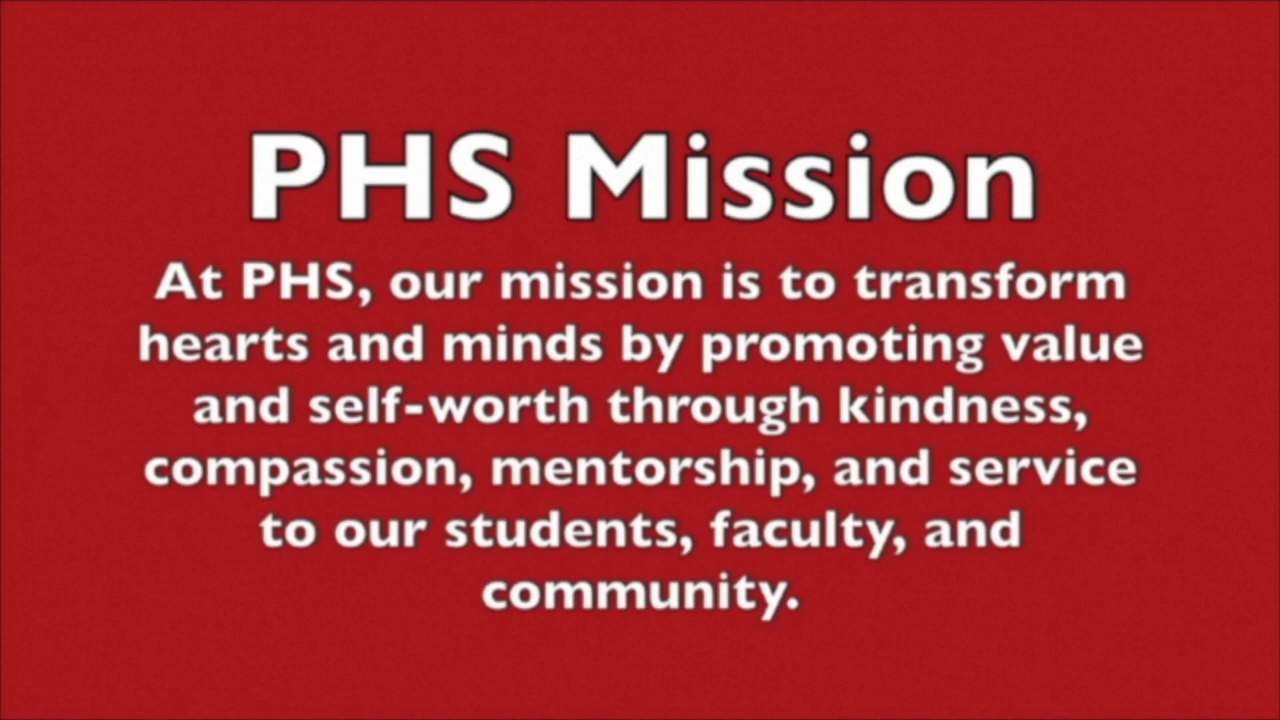 PHS Mission
At PHS, our mission is to transform
hearts and minds by promoting value
and self-worth through kindness,
compassion, mentorship, and service
to our students, faculty, and
community.